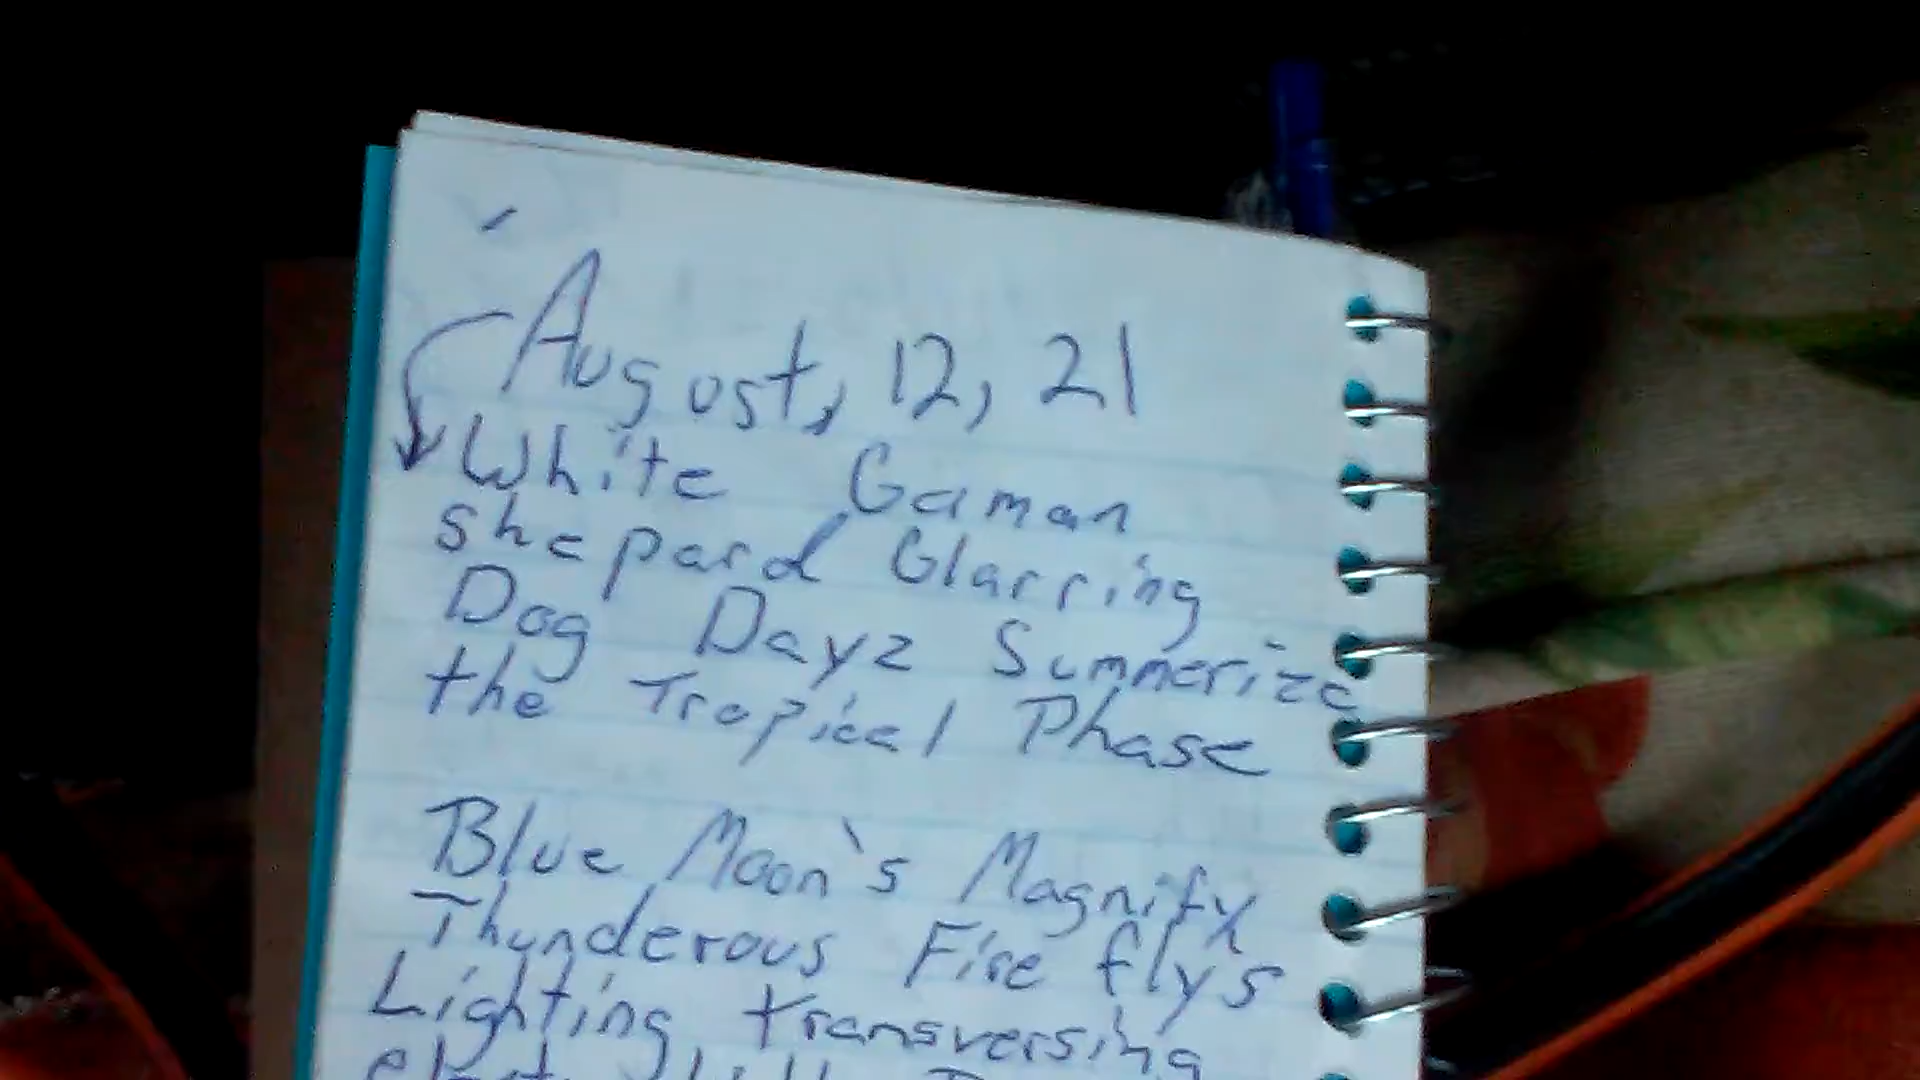 August, 12, 21
White German
Shepard Glarring
Dog Dayz Summerize
the Tropical Phase
Blue Moon's Magnify
Thunderous Fire flys
Lighting transversing